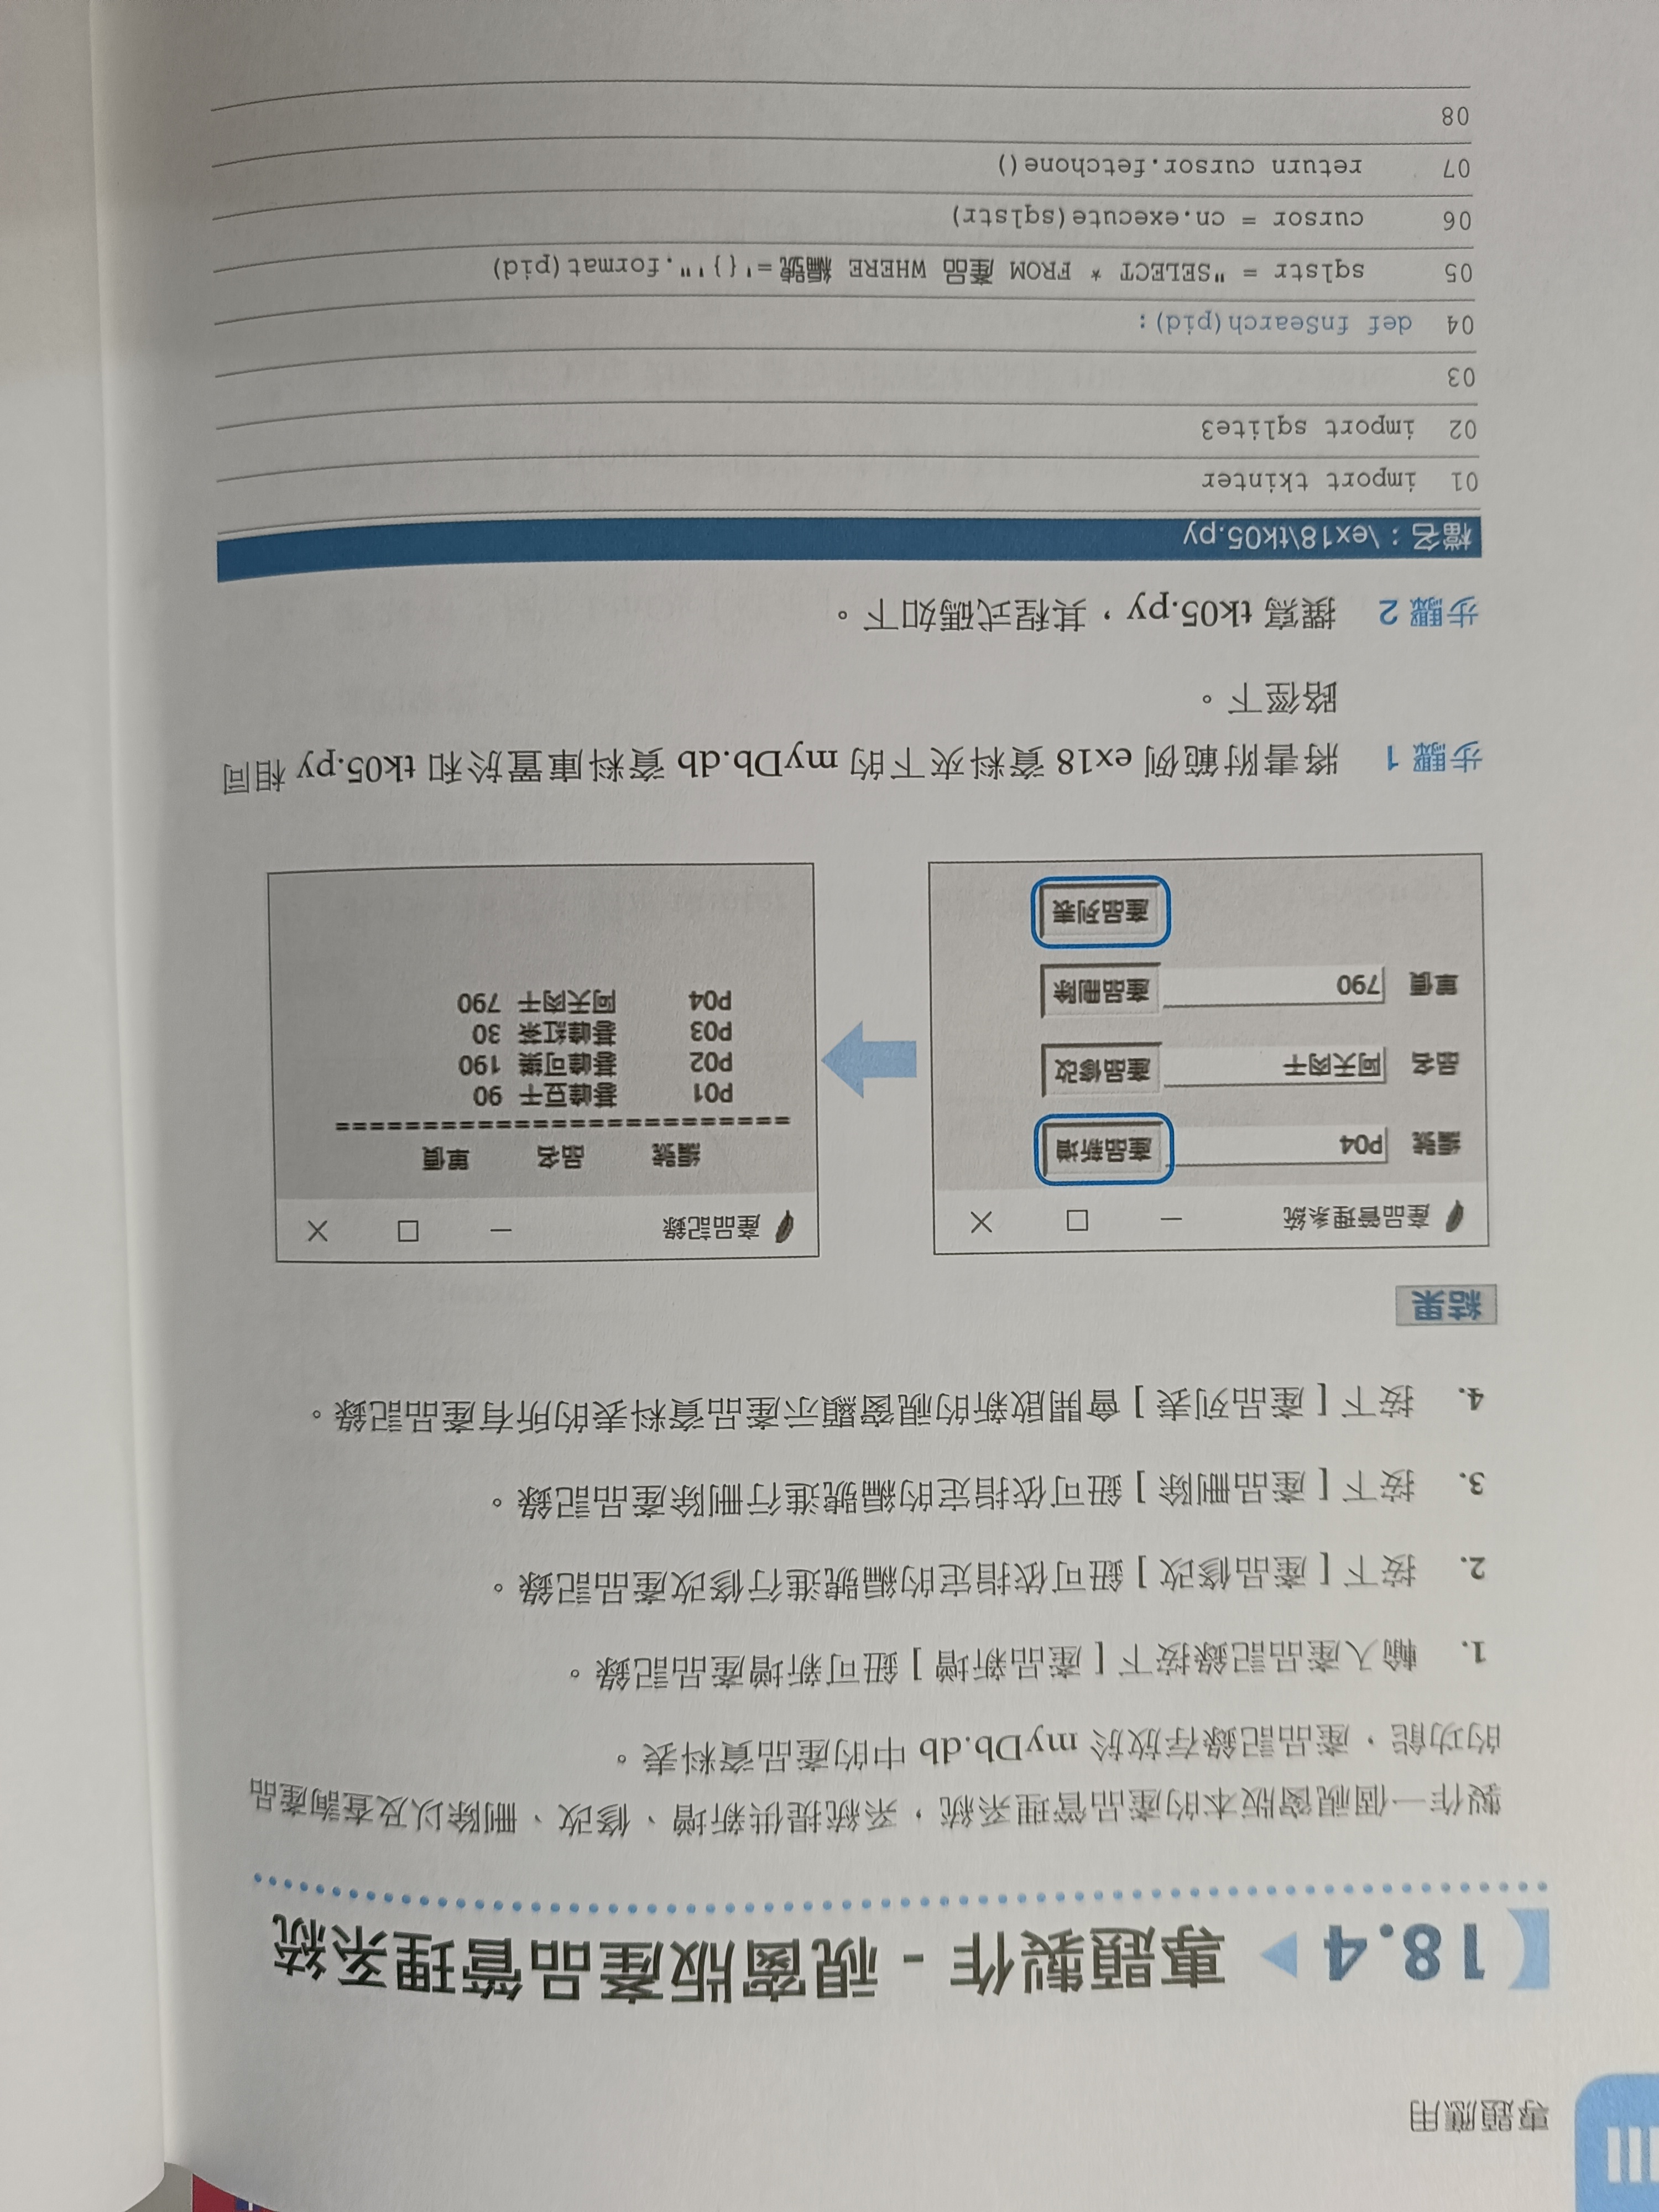 專題應用
18.4 專題製作 - 視窗版產品管理系統
製作一個視窗版本的產品管理系統，系統提供新增、修改、刪除以及查詢產品
的功能，產品記錄存放於 myDb.db 中的產品資料表。
1. 輸入產品記錄按下 [ 產品新增 ] 鈕可新增產品記錄。
2. 按下 [ 產品修改 ] 鈕可依指定的編號進行修改產品記錄。
3. 按下 [ 產品刪除 ] 鈕可依指定的編號進行刪除產品記錄。
4. 按下 [ 產品列表 ] 會開啟新的視窗顯示產品資料表的所有產品記錄。
結果
產品管理系統
編號 P04 產品新增
品名 阿天肉干 產品修改
單價 790 產品刪除
產品列表
產品記錄
編號 品名 單價
=========================
P01 碁峰豆干 90
P02 碁峰可樂 190
P03 碁峰紅茶 30
P04 阿天肉干 790
步驟 1 將書附範例 ex18 資料夾下的 myDb.db 資料庫置於和 tk05.py 相同
路徑下。
步驟 2 撰寫 tk05.py，其程式碼如下。
檔名：\ex18\tk05.py
01 import tkinter
02 import sqlite3
03
04 def fnSearch(pid):
05 sqlstr = "SELECT * FROM 產品 WHERE 編號='{}'".format(pid)
06 cursor = cn.execute(sqlstr)
07 return cursor.fetchone()
08